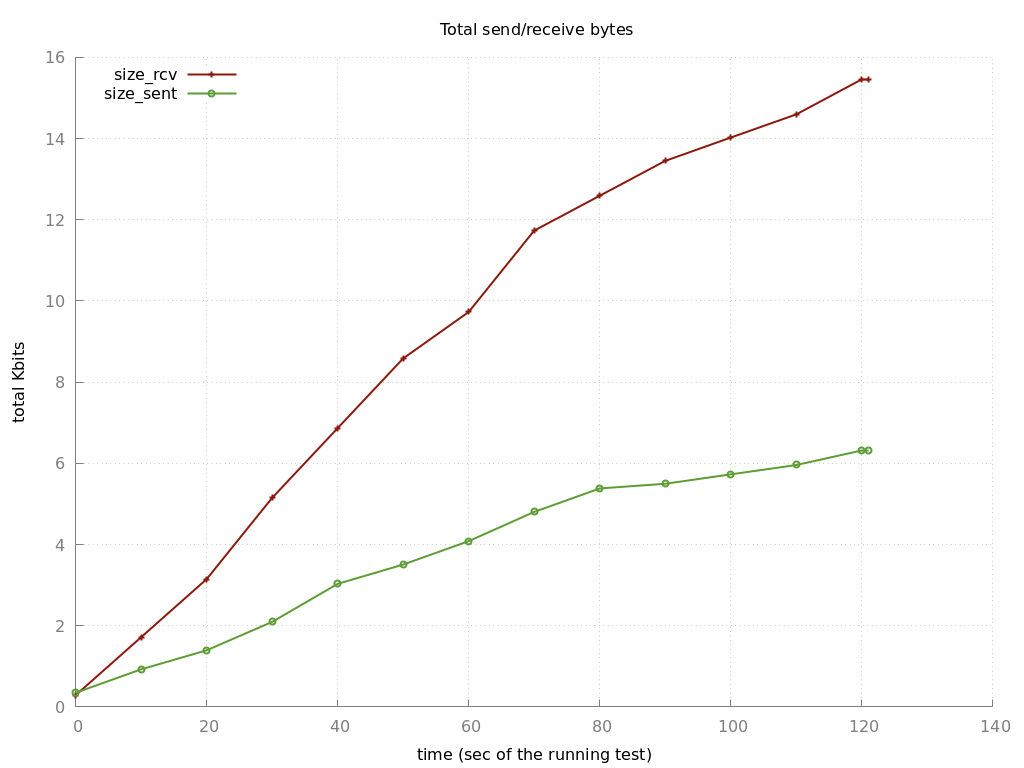 Total send/receive bytes
size_rcv
size_sent
16
14
12
10
8
6
4
2
0
total Kbits
0 20 40 60 80 100 120 140
time (sec of the running test)